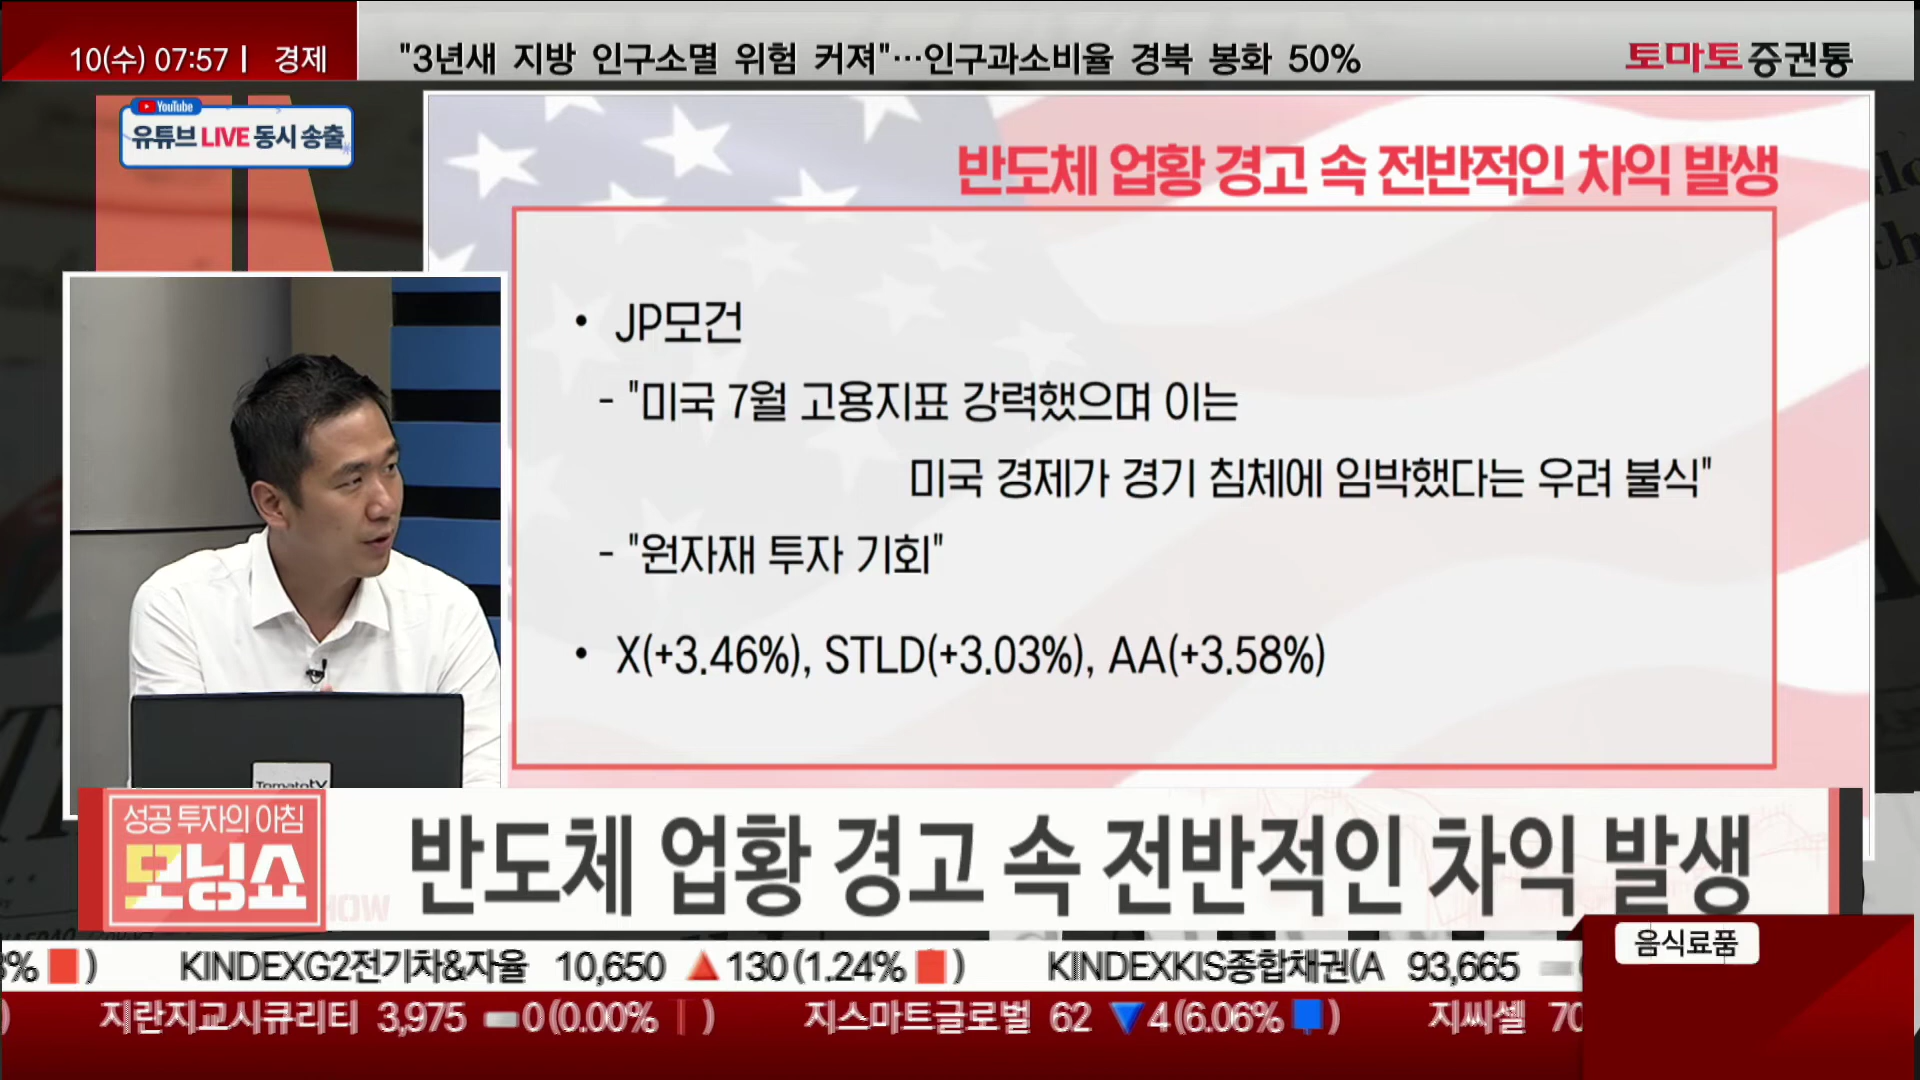 10(수) 07:57 | 경제
"3년새 지방 인구소멸 위험 커져"…인구과소비율 경북 봉화 50%
토마토증권통
YouTube
유튜브 LIVE 동시 송출
반도체 업황 경고 속 전반적인 차익 발생
• JP모건
- "미국 7월 고용지표 강력했으며 이는
미국 경제가 경기 침체에 임박했다는 우려 불식"
- "원자재 투자 기회"
• X(+3.46%), STLD(+3.03%), AA(+3.58%)
Tomatotv
성공 투자의 아침
모닝쇼
반도체 업황 경고 속 전반적인 차익 발생
음식료품
%■) KINDEXG2전기차&자율 10,650 ▲130(1.24%■) KINDEXKIS종합채권(A 93,665
) 지란지교시큐리티 3,975 0(0.00%) 지스마트글로벌 62 ▼4(6.06%■) 지씨셀 70